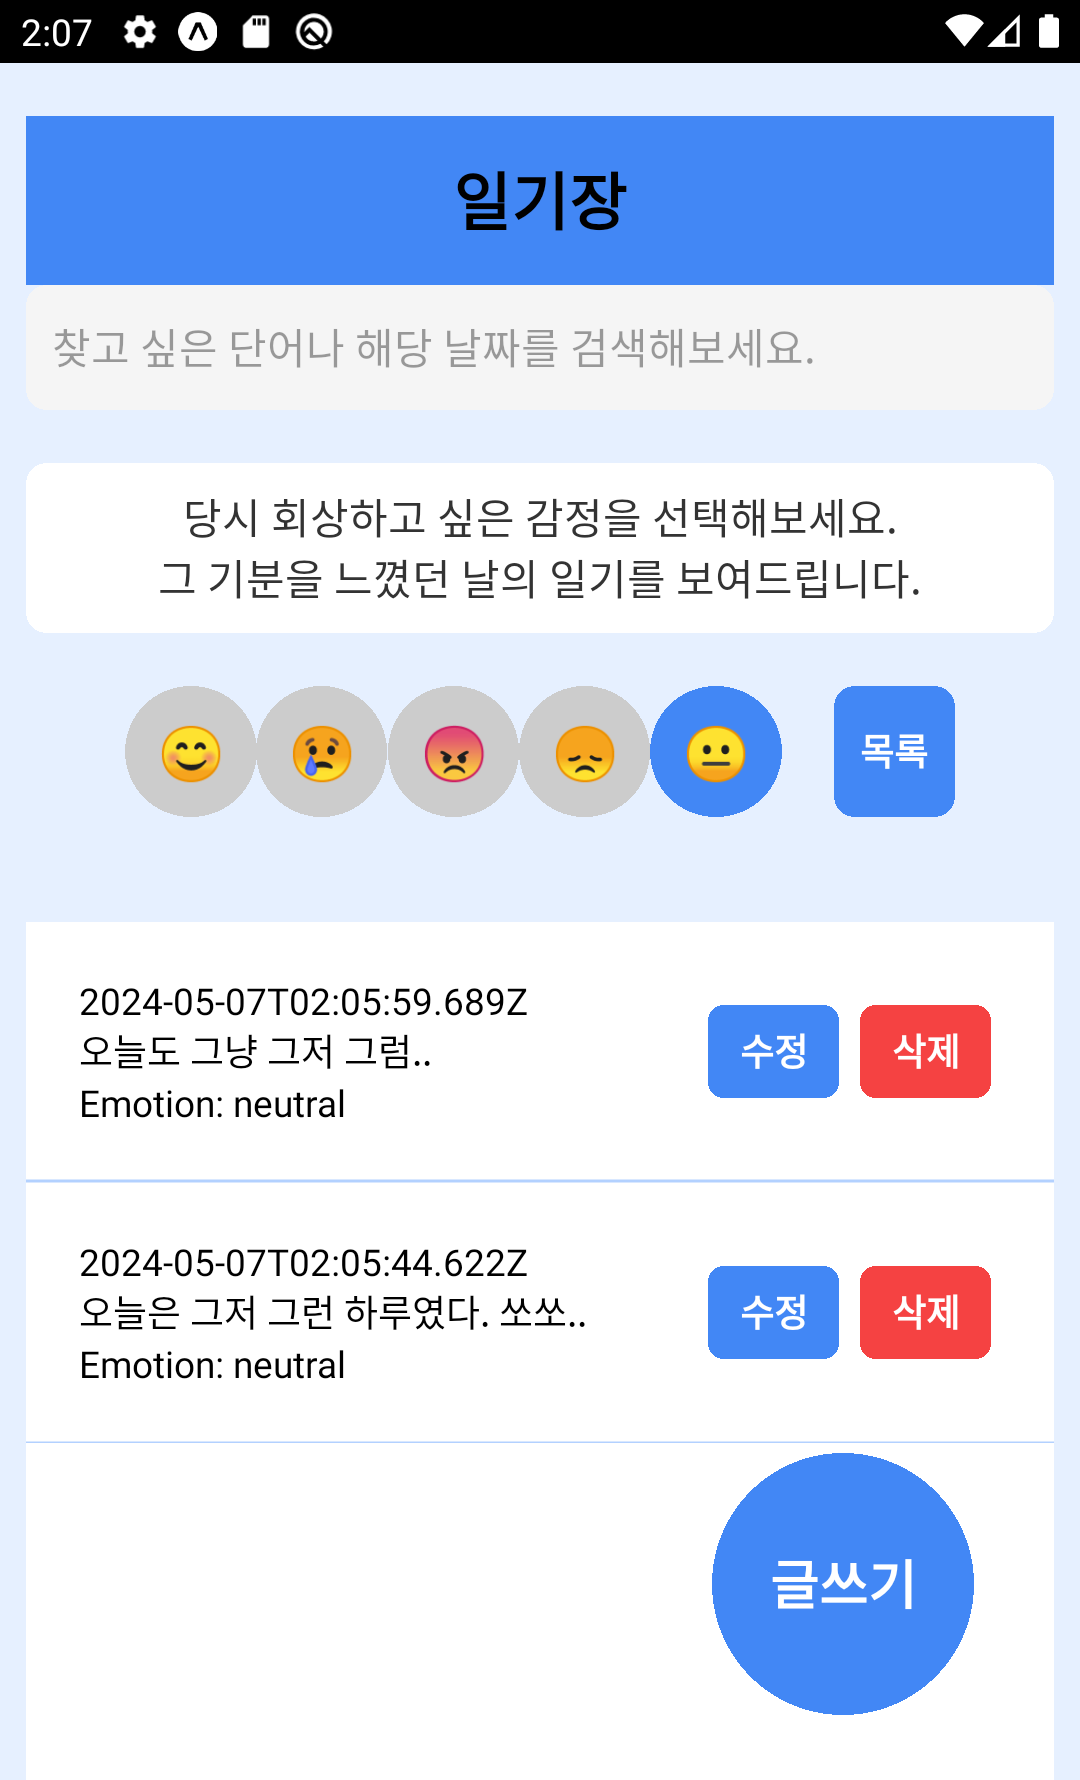 2:07
일기장
찾고 싶은 단어나 해당 날짜를 검색해보세요.
당시 회상하고 싶은 감정을 선택해보세요.
그 기분을 느꼈던 날의 일기를 보여드립니다.
목록
2024-05-07T02:05:59.689Z
오늘도 그냥 그저 그럼..
Emotion: neutral
수정 삭제
2024-05-07T02:05:44.622Z
오늘은 그저 그런 하루였다. 쏘쏘..
Emotion: neutral
수정 삭제
글쓰기